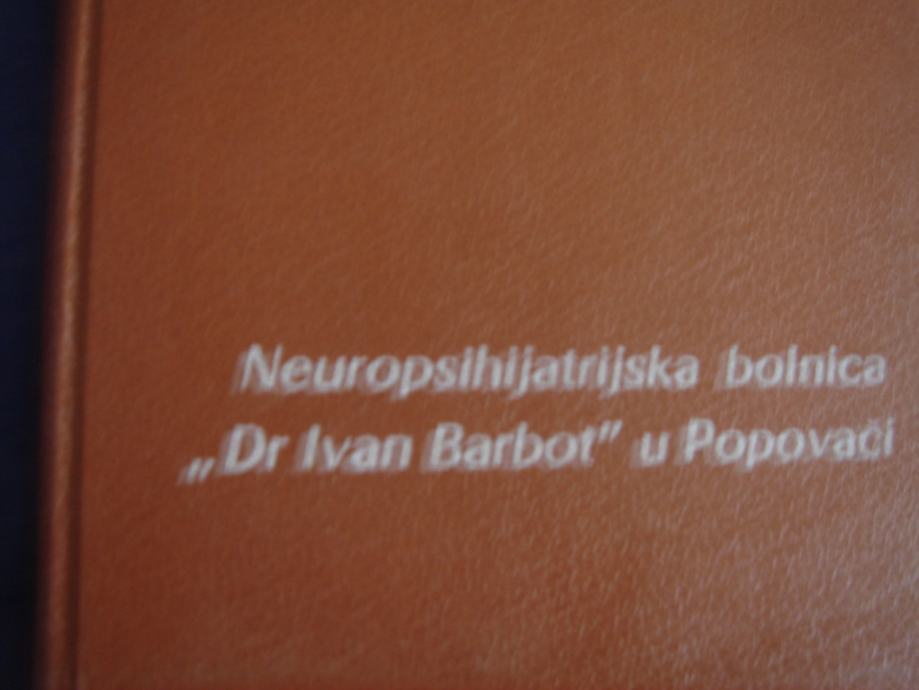 Neuropsihijatrijska bolnica
„Dr Ivan Barbot” u Popovači